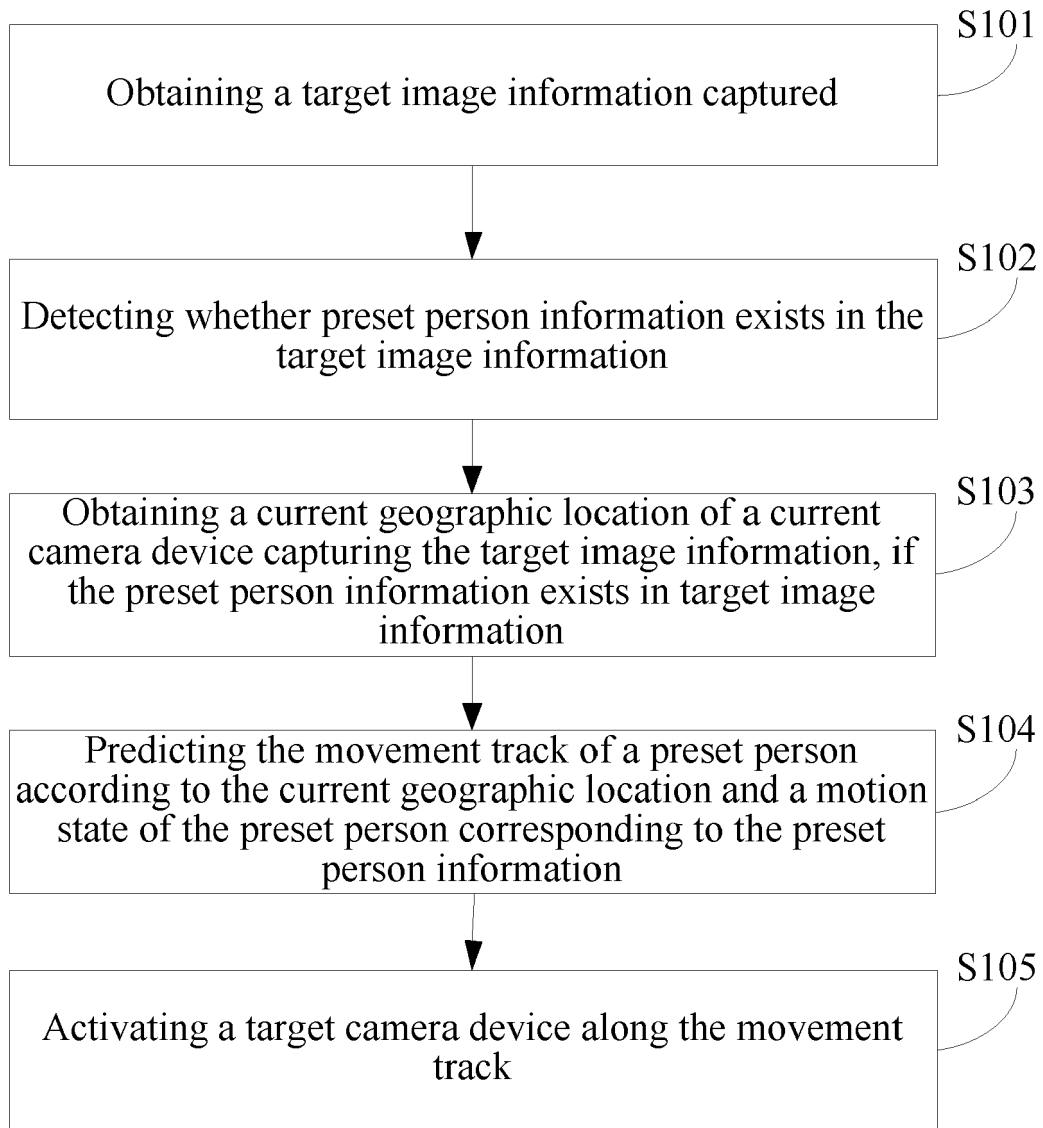 S101
Obtaining a target image information captured
S102
Detecting whether preset person information exists in the
target image information
S103
Obtaining a current geographic location of a current
camera device capturing the target image information, if
the preset person information exists in target image
information
S104
Predicting the movement track of a preset person
according to the current geographic location and a motion
state of the preset person corresponding to the preset
person information
S105
Activating a target camera device along the movement
track